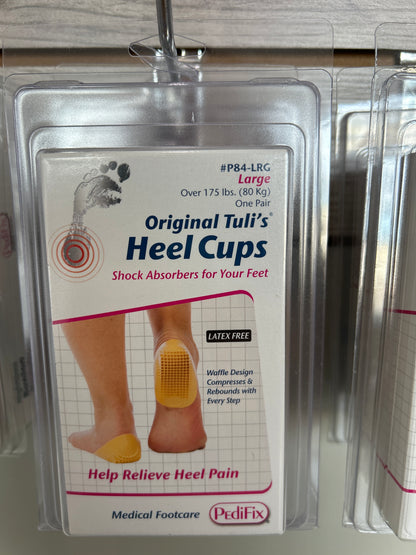 #P84-LRG
Large
Over 175 lbs. (80 Kg)
One Pair
Original Tuli's®
Heel Cups
Shock Absorbers for Your Feet
LATEX FREE
Waffle Design
Compresses &
Rebounds with
Every Step
Help Relieve Heel Pain
Medical Footcare
PEDiFix®